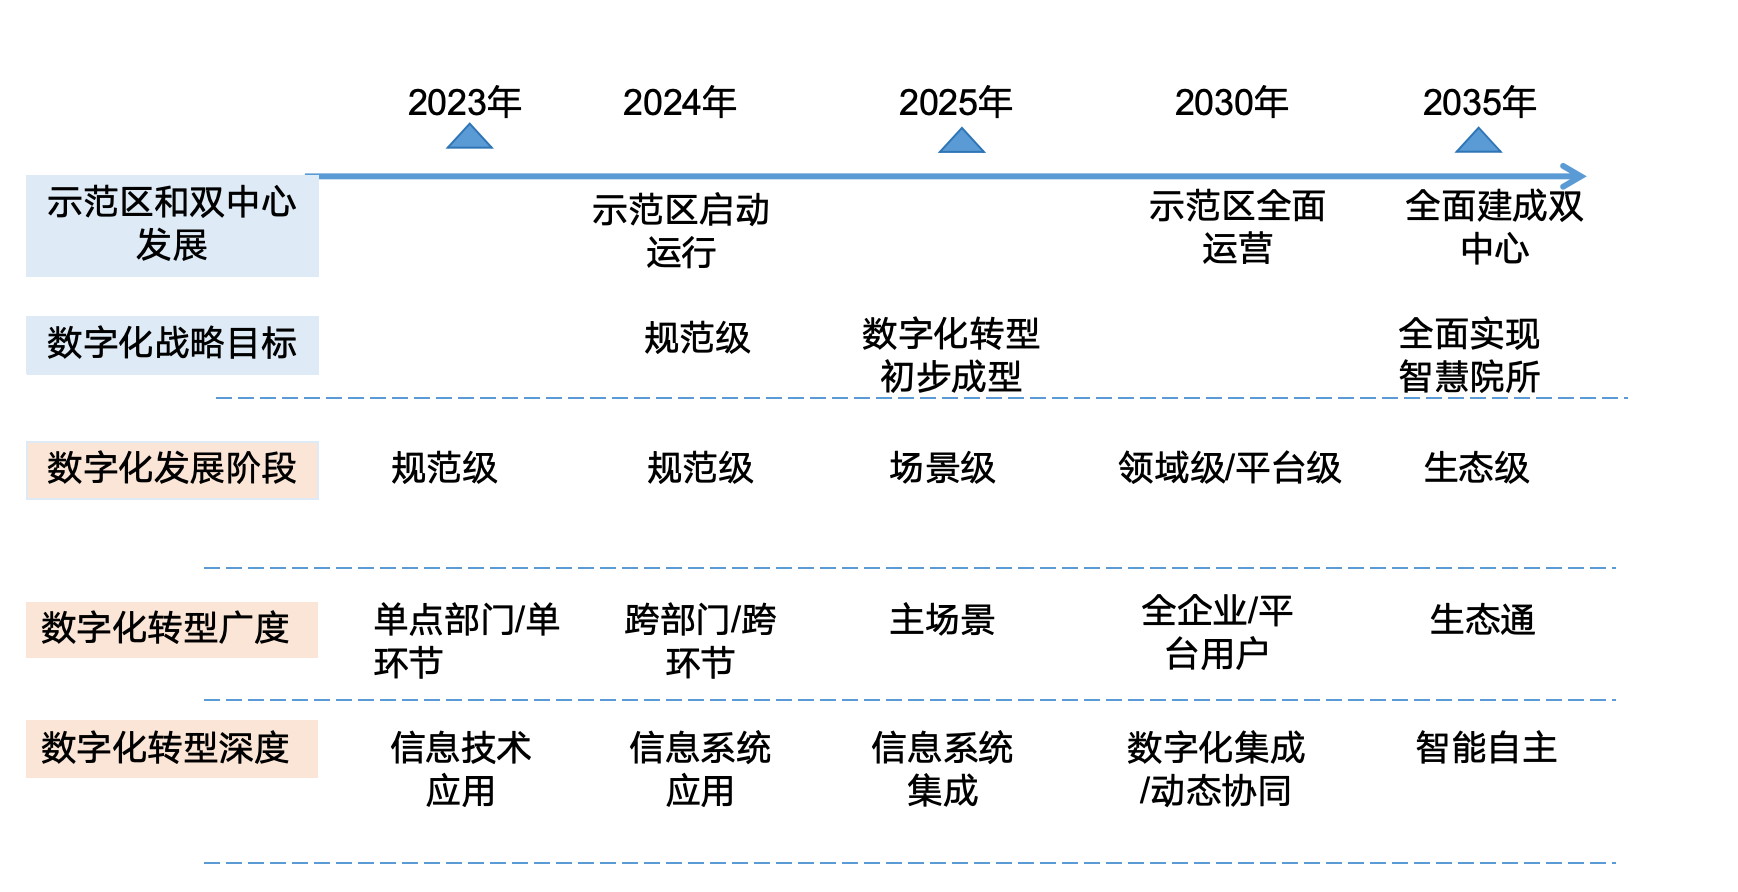 2023年 2024年 2025年 2030年 2035年
示范区和双中心
发展
示范区启动
运行
示范区全面
运营
全面建成双
中心
数字化战略目标
规范级
数字化转型
初步成型
全面实现
智慧院所
数字化发展阶段
规范级
规范级
场景级
领域级/平台级
生态级
数字化转型广度
单点部门/单
环节
跨部门/跨
环节
主场景
全企业/平
台用户
生态通
数字化转型深度
信息技术
应用
信息系统
应用
信息系统
集成
数字化集成
/动态协同
智能自主